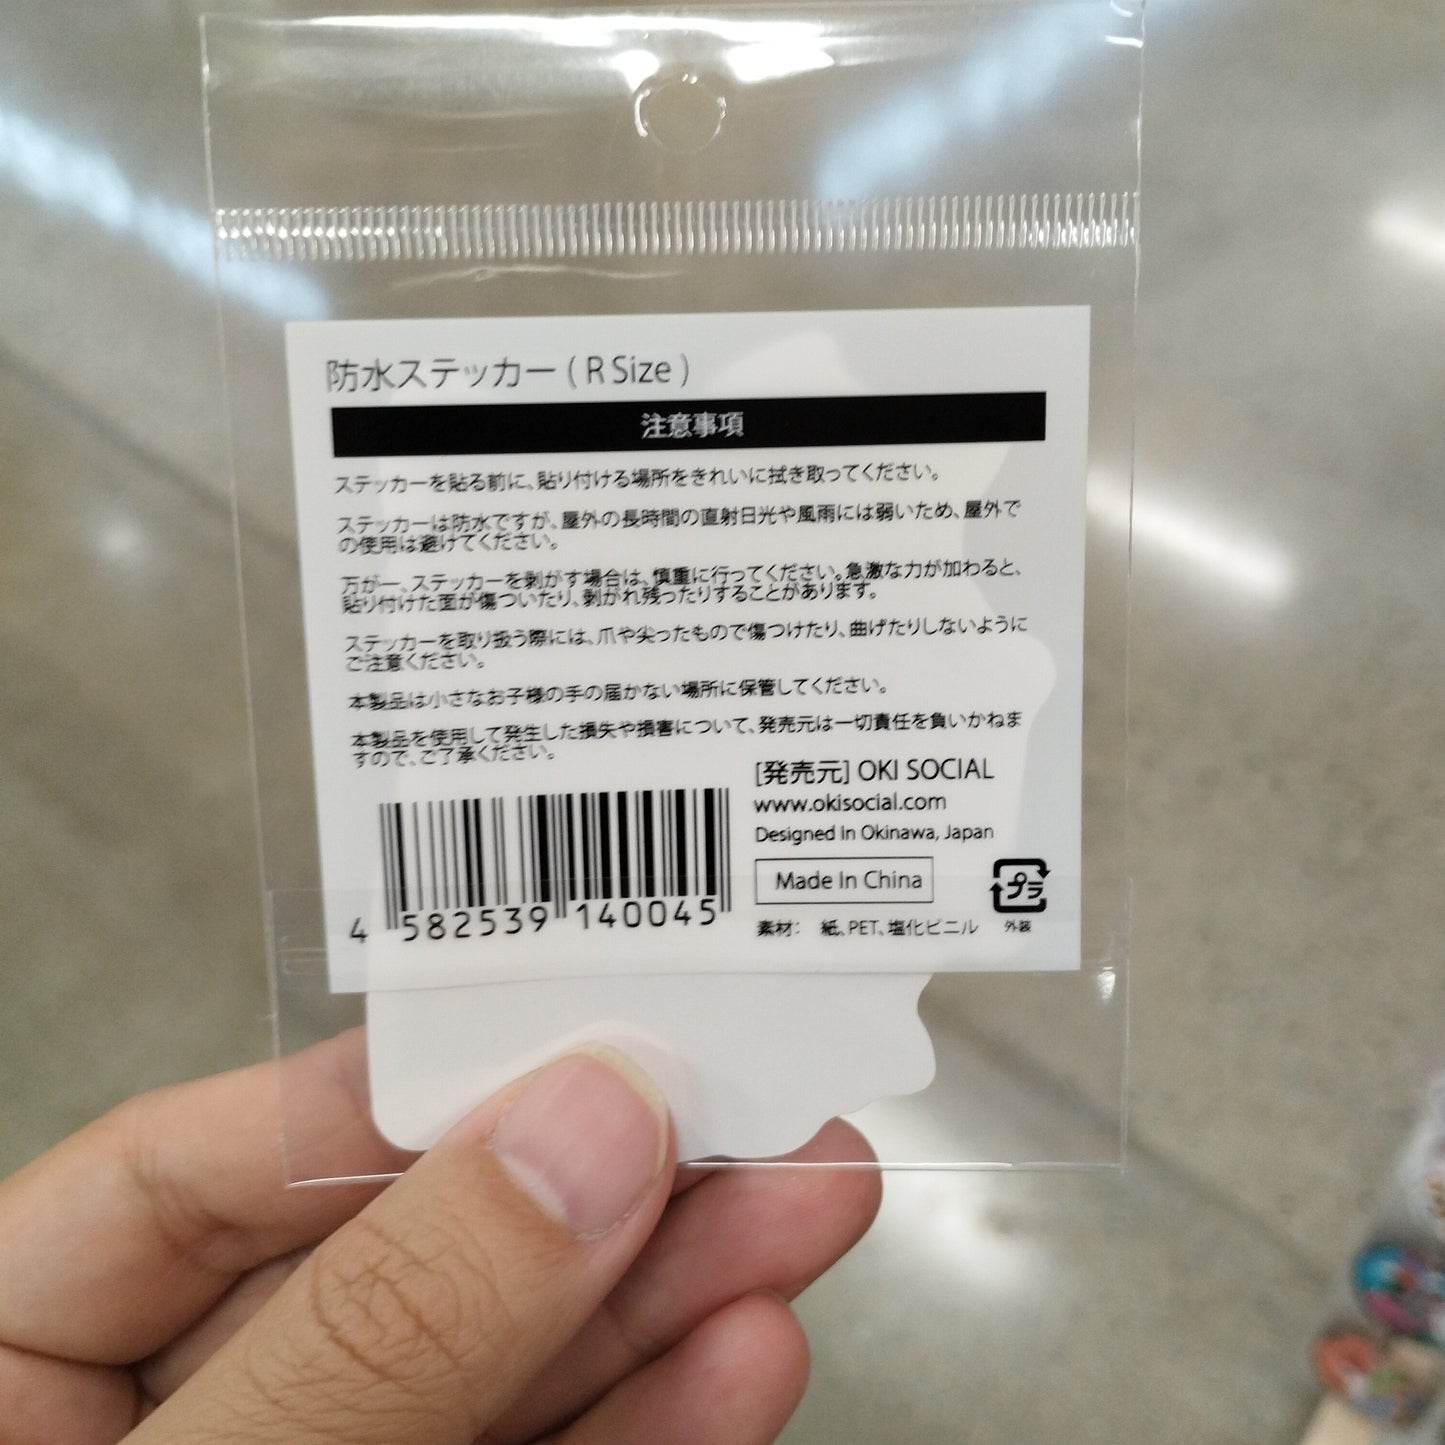 防水ステッカー ( R Size )
注意事項
ステッカーを貼る前に、貼り付ける場所をきれいに拭き取ってください。
ステッカーは防水ですが、屋外の長時間の直射日光や風雨には弱いため、屋外で
の使用は避けてください。
万が一、ステッカーを剥がす場合は、慎重に行ってください。急激な力が加わると、
貼り付けた面が傷ついたり、剥がれ残ったりすることがあります。
ステッカーを取り扱う際には、爪や尖ったもので傷つけたり、曲げたりしないように
ご注意ください。
本製品は小さなお子様の手の届かない場所に保管してください。
本製品を使用して発生した損失や損害について、発売元は一切責任を負いかねま
すので、ご了承ください。
[発売元] OKI SOCIAL
www.okisocial.com
Designed In Okinawa, Japan
Made In China
プラ
外装
素材： 紙、PET、塩化ビニル
4 582539 140045